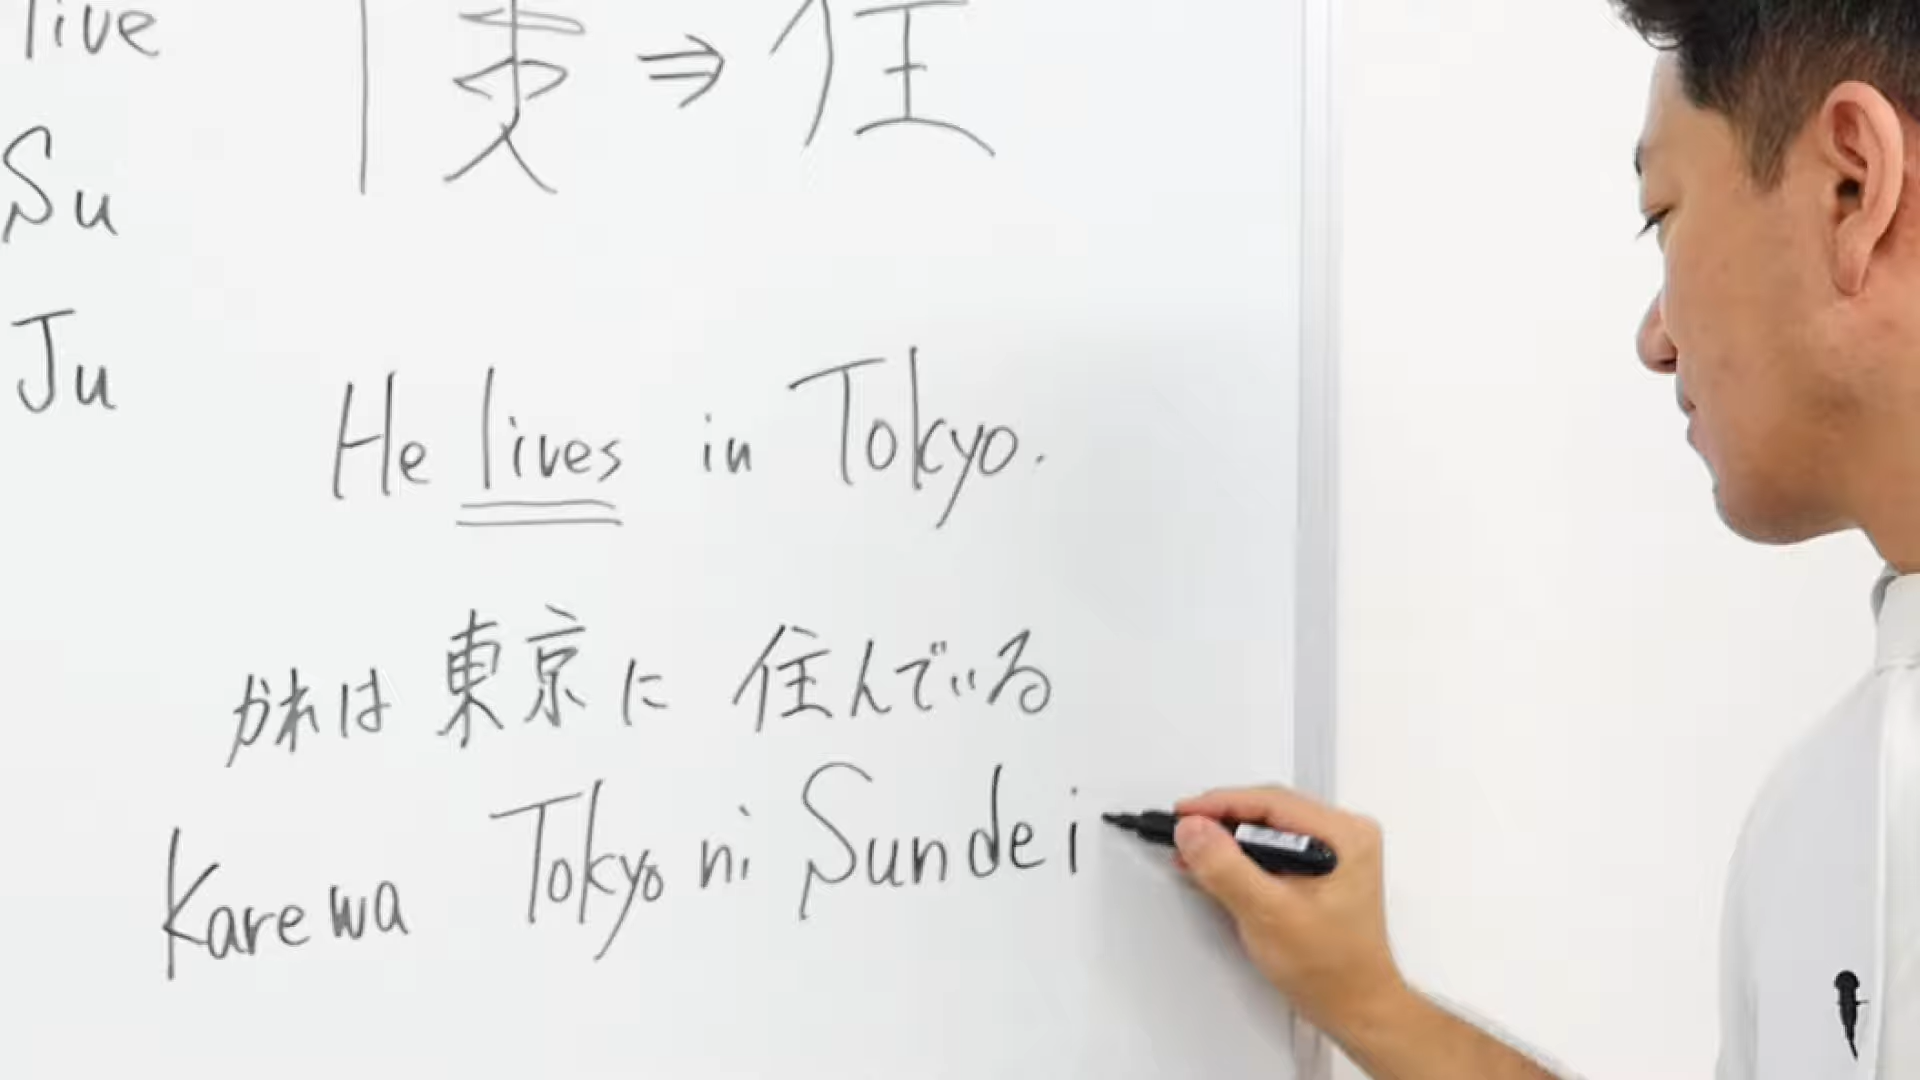 live
⇒ 住
Su
Ju
He lives in Tokyo.
かれは 東京に 住んでいる
Kare wa Tokyo ni Sundei